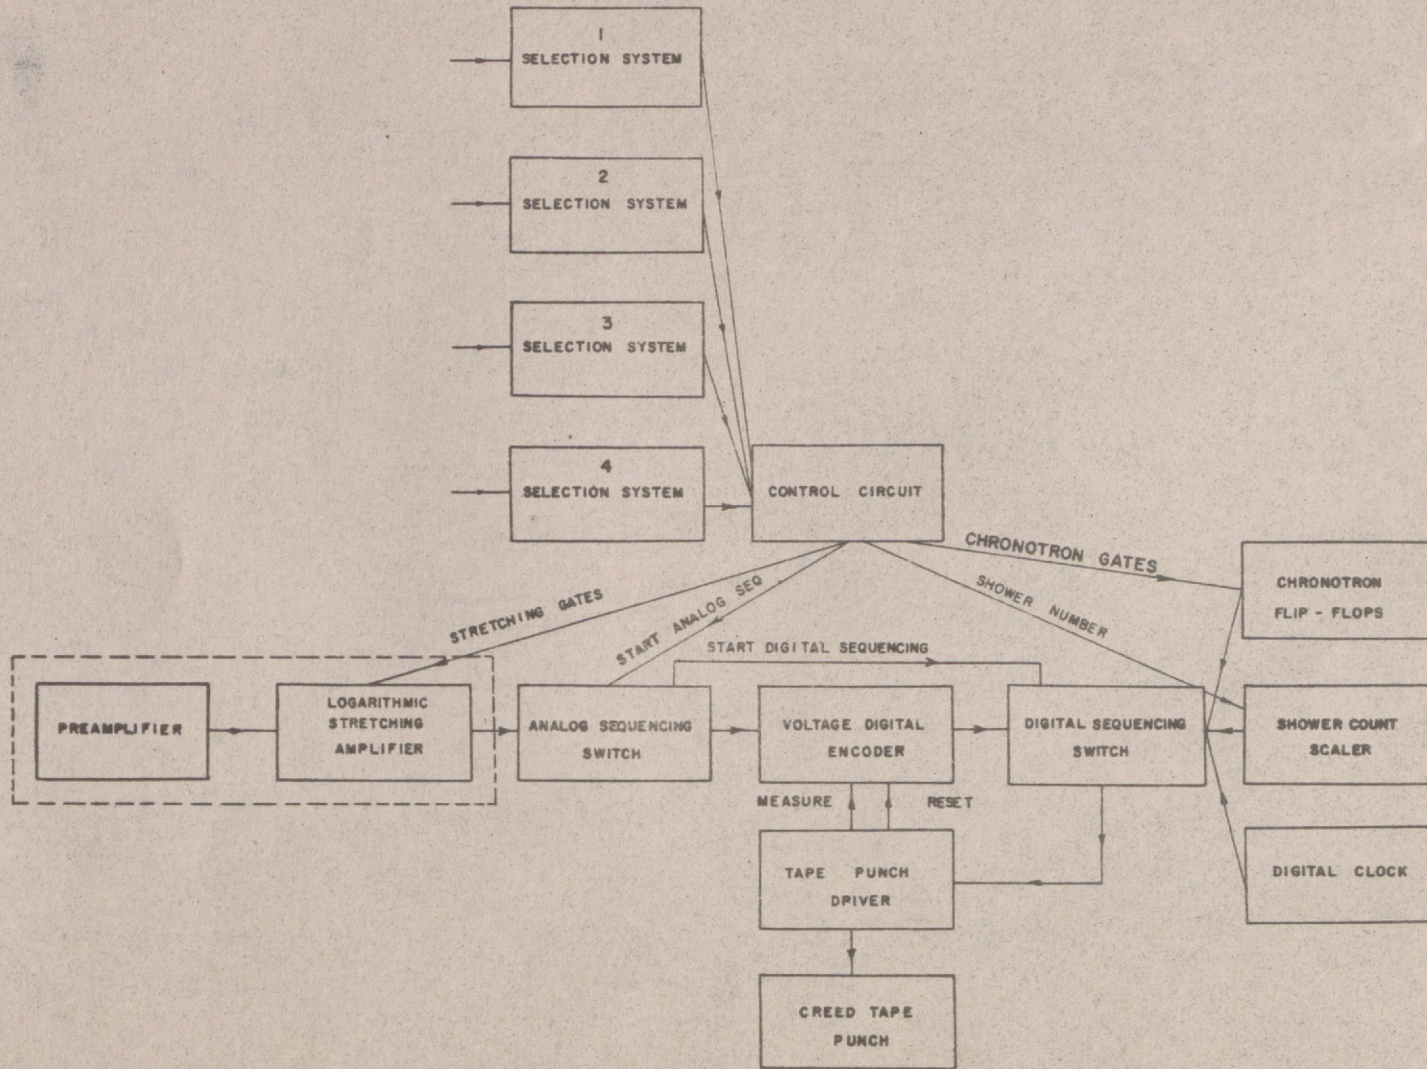 1
SELECTION SYSTEM
2
SELECTION SYSTEM
3
SELECTION SYSTEM
4
SELECTION SYSTEM
CONTROL CIRCUIT
CHRONOTRON GATES
STRETCHING GATES
START ANALOG SEQ
SHOWER NUMBER
CHRONOTRON
FLIP - FLOPS
START DIGITAL SEQUENCING
PREAMPLIFIER
LOGARITHMIC
STRETCHING
AMPLIFIER
ANALOG SEQUENCING
SWITCH
VOLTAGE DIGITAL
ENCODER
DIGITAL SEQUENCING
SWITCH
SHOWER COUNT
SCALER
MEASURE
RESET
TAPE PUNCH
DRIVER
DIGITAL CLOCK
CREED TAPE
PUNCH